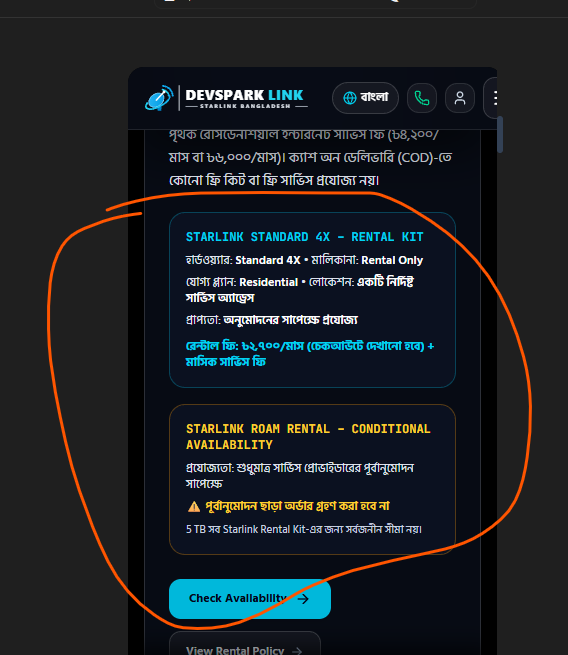 DEVSPARK LINK
STARLINK BANGLADESH
বাংলা
পৃথক রেসিডেনশিয়াল ইন্টারনেট সার্ভিস ফি (৳৪,২০০/
মাস বা ৳৬,০০০/মাস)। ক্যাশ অন ডেলিভারি (COD)-তে
কোনো ফ্রি কিট বা ফ্রি সার্ভিস প্রযোজ্য নয়।
STARLINK STANDARD 4X – RENTAL KIT
হার্ডওয়্যার: Standard 4X • মালিকানা: Rental Only
যোগ্য প্ল্যান: Residential • লোকেশন: একটি নির্দিষ্ট
সার্ভিস অ্যাড্রেস
প্রাপ্যতা: অনুমোদনের সাপেক্ষে প্রযোজ্য
রেন্টাল ফি: ৳২,৭০০/মাস (চেকআউটে দেখানো হবে) +
মাসিক সার্ভিস ফি
STARLINK ROAM RENTAL – CONDITIONAL
AVAILABILITY
প্রযোজ্যতা: শুধুমাত্র সার্ভিস প্রোভাইডারের পূর্বানুমোদন
সাপেক্ষে
⚠️ পূর্বানুমোদন ছাড়া অর্ডার গ্রহণ করা হবে না
5 TB সব Starlink Rental Kit-এর জন্য সর্বজনীন সীমা নয়।
Check Availability →
View Rental Policy →